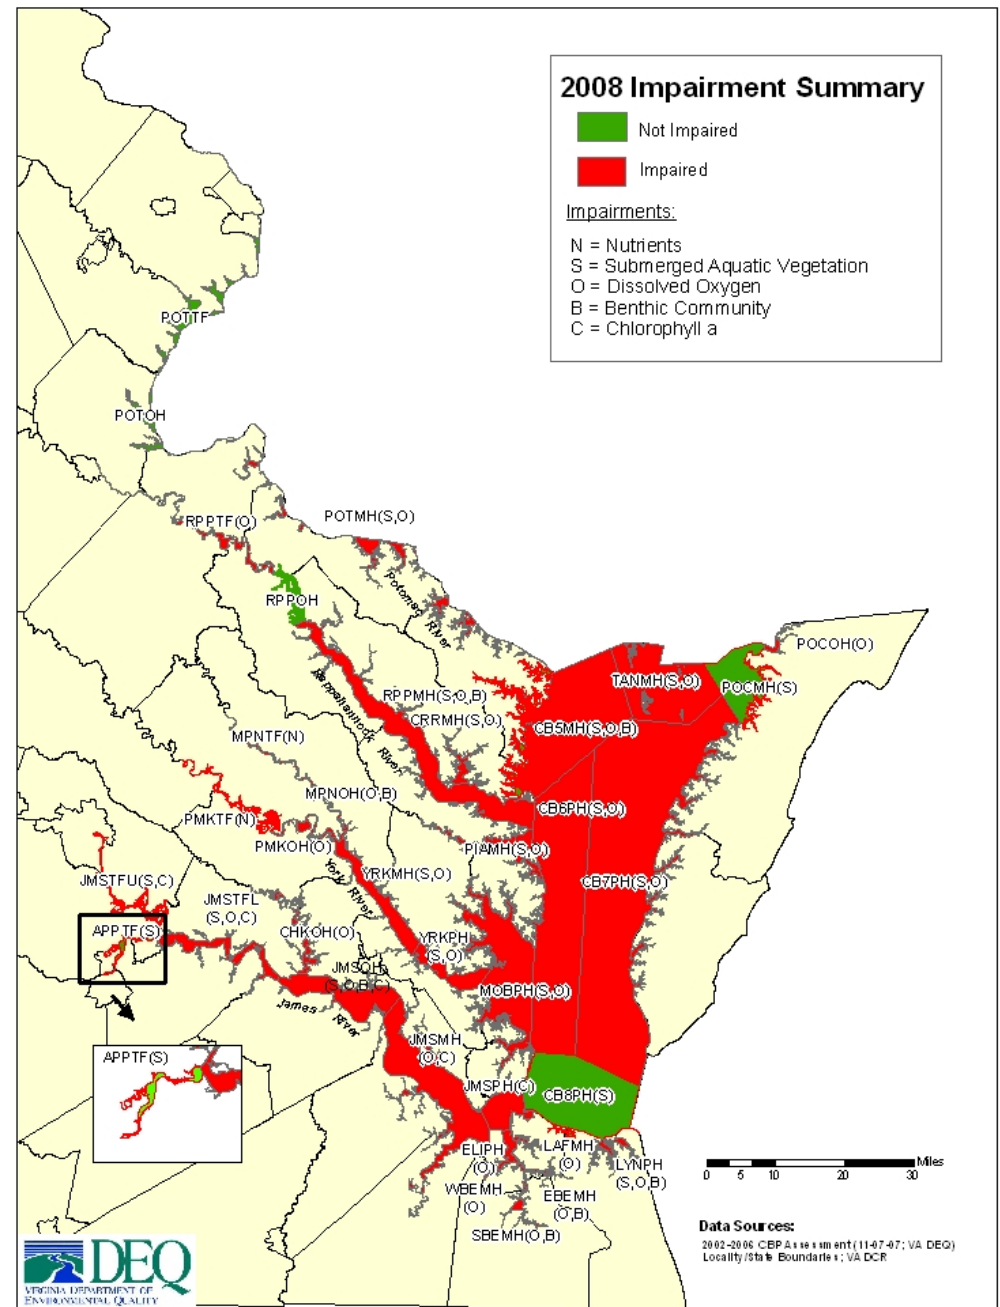 2008 Impairment Summary
Not Impaired
Impaired
Impairments:
N = Nutrients
S = Submerged Aquatic Vegetation
O = Dissolved Oxygen
B = Benthic Community
C = Chlorophyll a
POTTF
POTOH
RPPTF(O)
POTMH(S,O)
Potomac River
RPPOH
POCOH(O)
TANMH(S,O)
POCMH(S)
RPPMH(S,O,B)
CRRMH(S,O)
Rappahannock River
CB5MH(S,O,B)
MPNTF(N)
MPNOH(O,B)
CB6PH(S,O)
PMKTF(N)
PMKOH(O)
PIAMH(S,O)
YRKMH(S,O)
York River
CB7PH(S,O)
JMSTFU(S,C)
JMSTFL
(S,O,C)
APPTF(S)
CHKOH(O)
YRKPH
(S,O)
JMSOH
(S,O,B,C)
MOBPH(S,O)
James River
JMSMH
(O,C)
APPTF(S)
JMSPH(C)
CB8PH(S)
ELIPH
(O)
LAFMH
(O)
LYNPH
(S,O,B)
WBEMH
(O)
EBEMH
(O,B)
SBEMH(O,B)
Miles
0 5 10 20 30
Data Sources:
2002-2006 CBP Assessment (11-07-07; VA DEQ)
Locality/State Boundaries; VA DCR
DEQ
VIRGINIA DEPARTMENT OF
ENVIRONMENTAL QUALITY